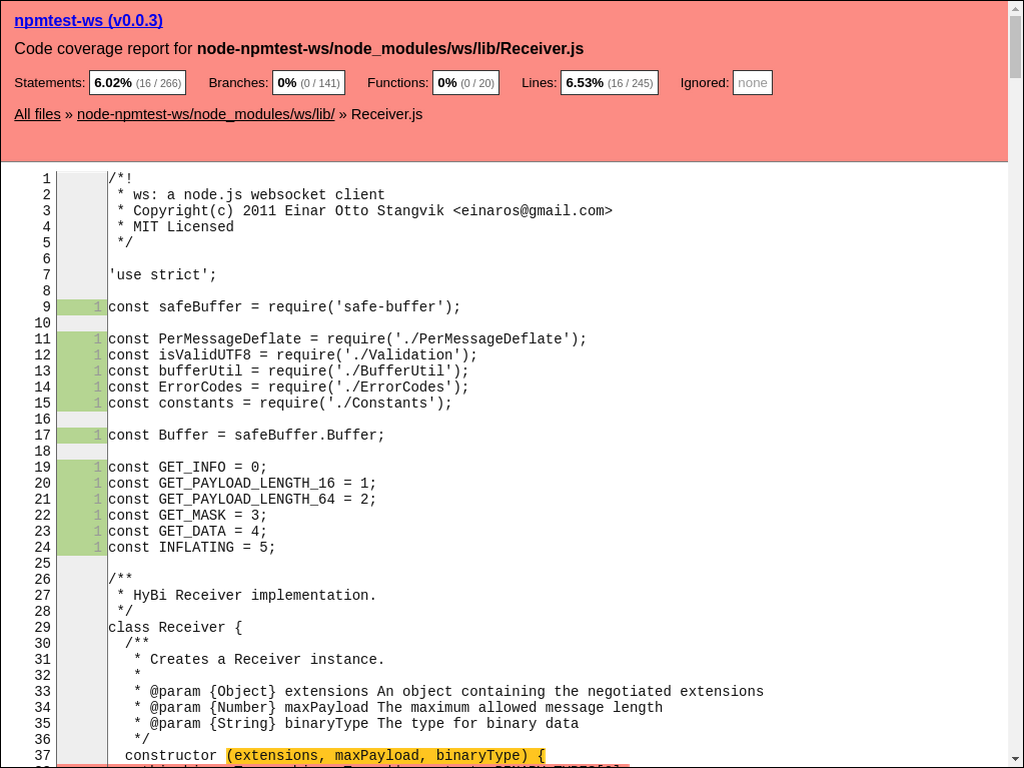 npmtest-ws (v0.0.3)
Code coverage report for node-npmtest-ws/node_modules/ws/lib/Receiver.js
Statements: 6.02% (16 / 266) Branches: 0% (0 / 141) Functions: 0% (0 / 20) Lines: 6.53% (16 / 245) Ignored: none
All files » node-npmtest-ws/node_modules/ws/lib/ » Receiver.js
1 /*!
2  * ws: a node.js websocket client
3  * Copyright(c) 2011 Einar Otto Stangvik <einaros@gmail.com>
4  * MIT Licensed
5  */
6
7 'use strict';
8
9 1 const safeBuffer = require('safe-buffer');
10
11 1 const PerMessageDeflate = require('./PerMessageDeflate');
12 1 const isValidUTF8 = require('./Validation');
13 1 const bufferUtil = require('./BufferUtil');
14 1 const ErrorCodes = require('./ErrorCodes');
15 1 const constants = require('./Constants');
16
17 1 const Buffer = safeBuffer.Buffer;
18
19 1 const GET_INFO = 0;
20 1 const GET_PAYLOAD_LENGTH_16 = 1;
21 1 const GET_PAYLOAD_LENGTH_64 = 2;
22 1 const GET_MASK = 3;
23 1 const GET_DATA = 4;
24 1 const INFLATING = 5;
25
26 /**
27  * HyBi Receiver implementation.
28  */
29 class Receiver {
30   /**
31    * Creates a Receiver instance.
32    *
33    * @param {Object} extensions An object containing the negotiated extensions
34    * @param {Number} maxPayload The maximum allowed message length
35    * @param {String} binaryType The type for binary data
36    */
37   constructor (extensions, maxPayload, binaryType) {